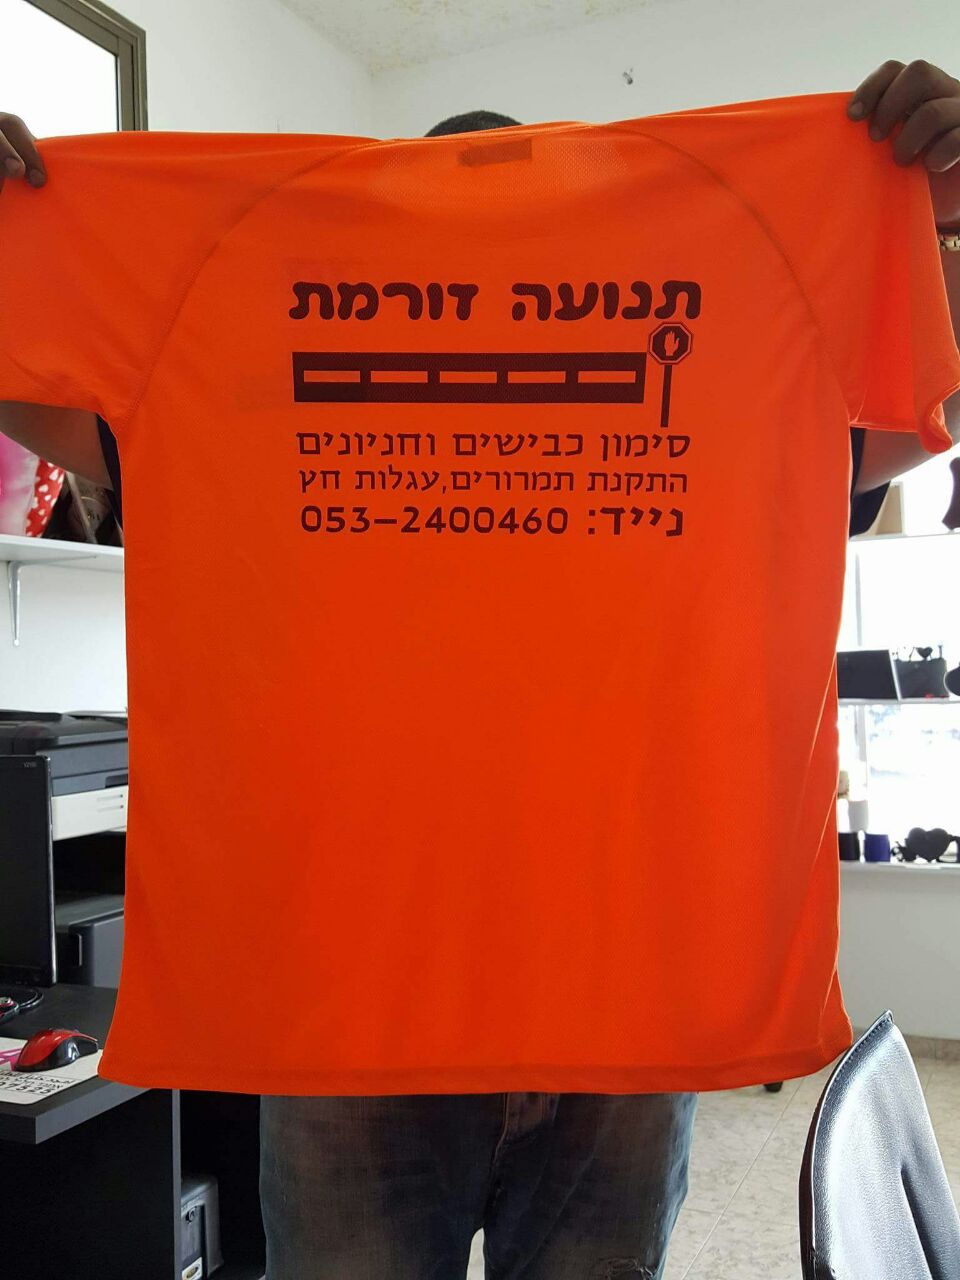 תנועה זורמת
סימון כבישים וחניונים
התקנת תמרורים,עגלות חץ
נייד: 053-2400460